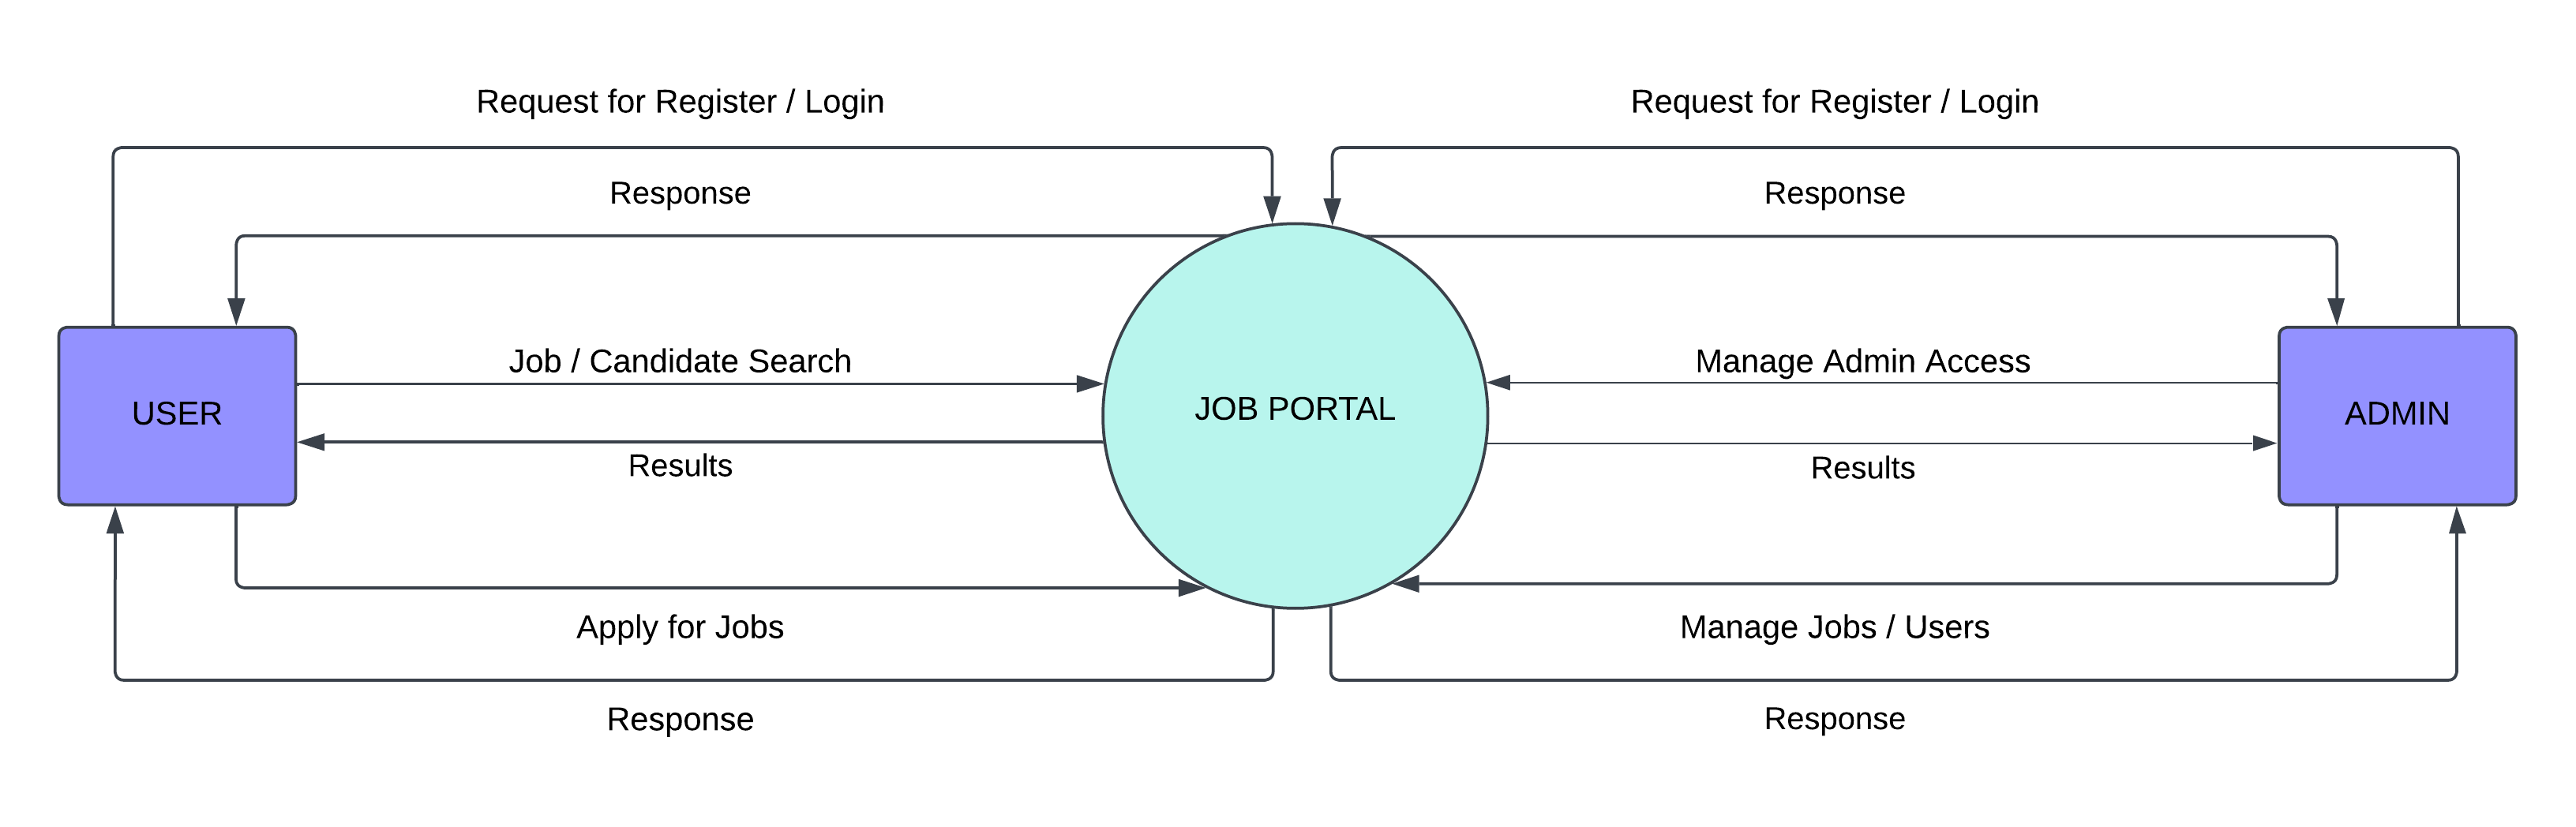 Request for Register / Login
Request for Register / Login
Response
Response
Job / Candidate Search
Manage Admin Access
USER
JOB PORTAL
ADMIN
Results
Results
Apply for Jobs
Manage Jobs / Users
Response
Response